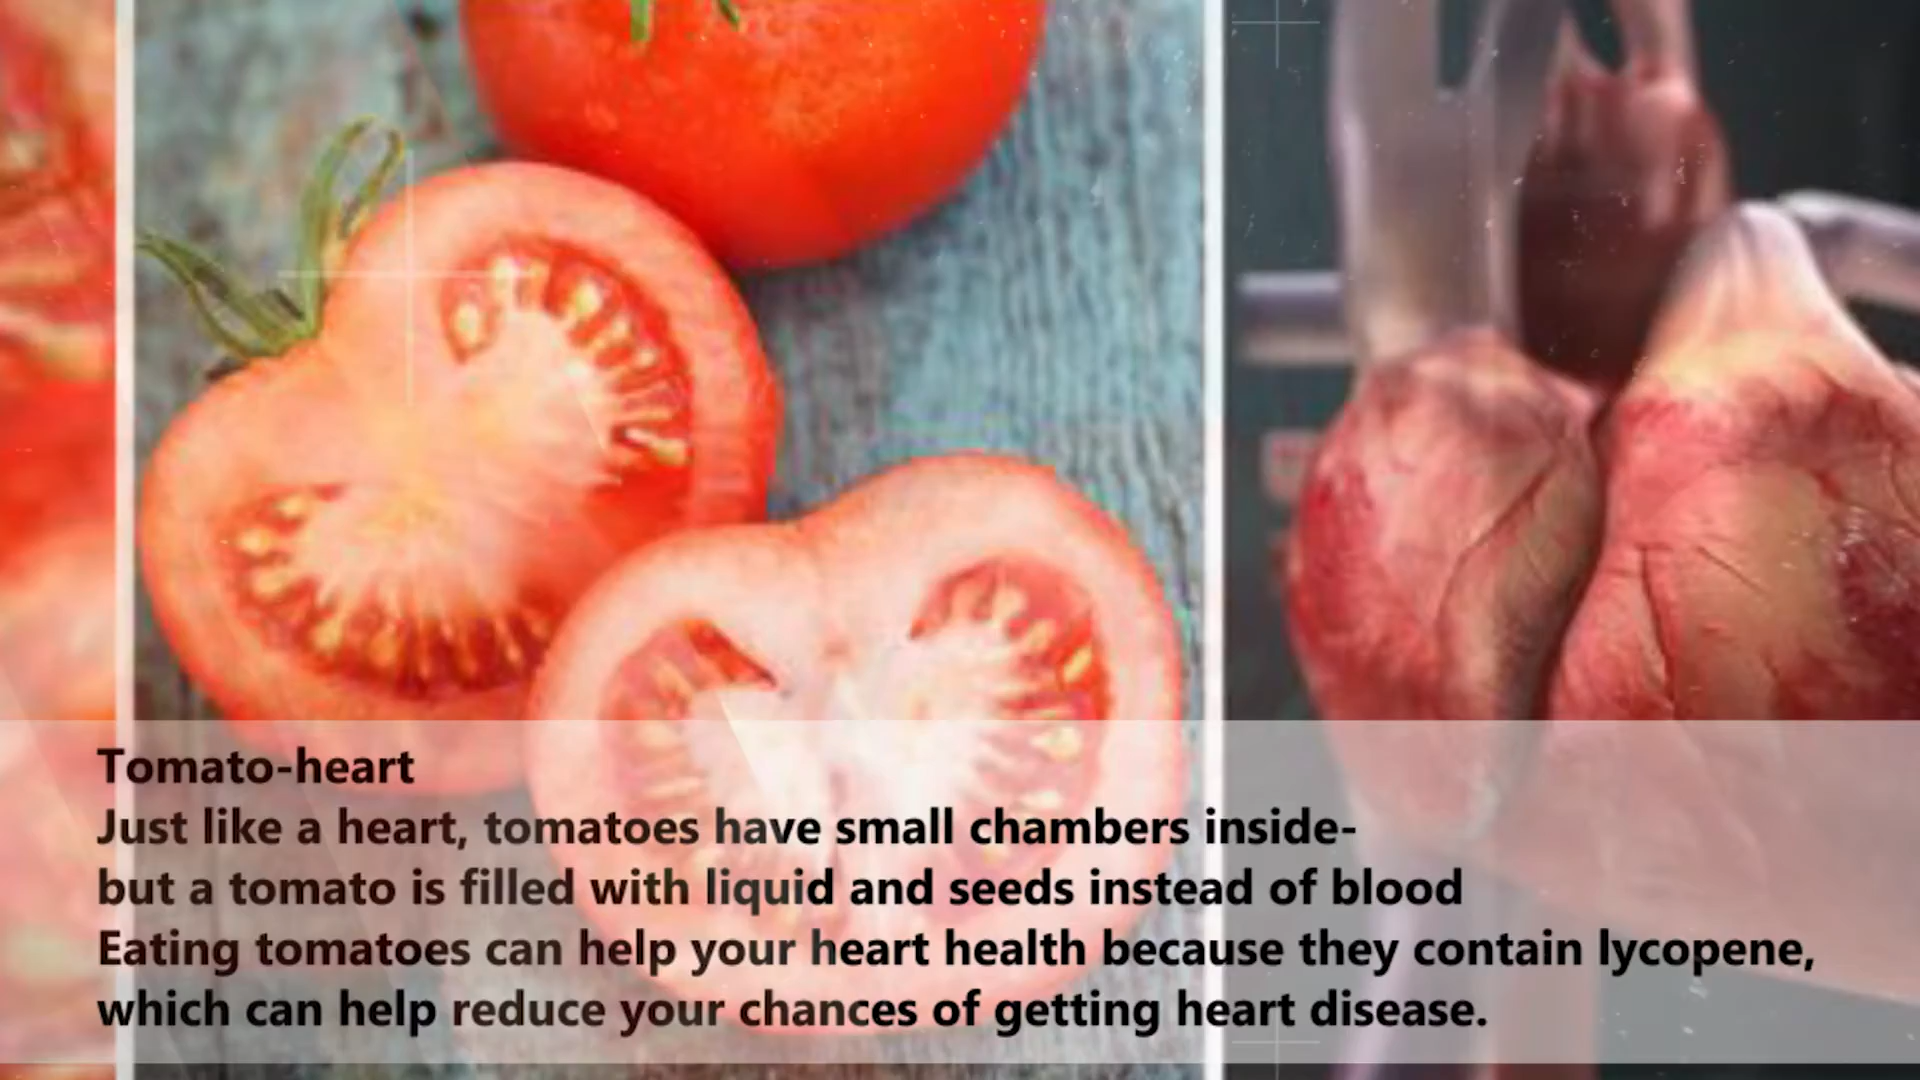 Tomato-heart
Just like a heart, tomatoes have small chambers inside-
but a tomato is filled with liquid and seeds instead of blood
Eating tomatoes can help your heart health because they contain lycopene,
which can help reduce your chances of getting heart disease.